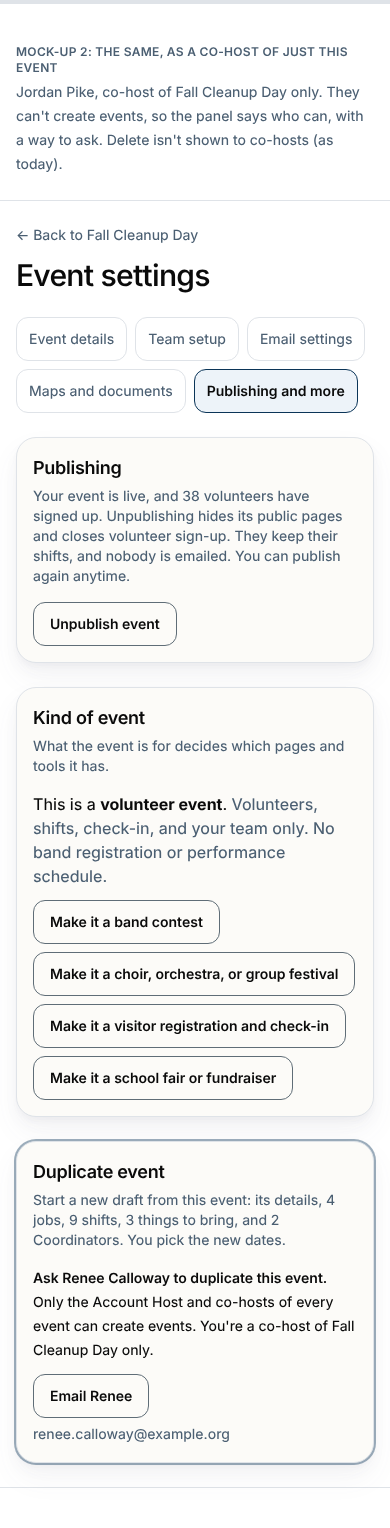 MOCK-UP 2: THE SAME, AS A CO-HOST OF JUST THIS
EVENT
Jordan Pike, co-host of Fall Cleanup Day only. They
can't create events, so the panel says who can, with
a way to ask. Delete isn't shown to co-hosts (as
today).
← Back to Fall Cleanup Day
Event settings
Event details
Team setup
Email settings
Maps and documents
Publishing and more
Publishing
Your event is live, and 38 volunteers have
signed up. Unpublishing hides its public pages
and closes volunteer sign-up. They keep their
shifts, and nobody is emailed. You can publish
again anytime.
Unpublish event
Kind of event
What the event is for decides which pages and
tools it has.
This is a volunteer event. Volunteers,
shifts, check-in, and your team only. No
band registration or performance
schedule.
Make it a band contest
Make it a choir, orchestra, or group festival
Make it a visitor registration and check-in
Make it a school fair or fundraiser
Duplicate event
Start a new draft from this event: its details, 4
jobs, 9 shifts, 3 things to bring, and 2
Coordinators. You pick the new dates.
Ask Renee Calloway to duplicate this event.
Only the Account Host and co-hosts of every
event can create events. You're a co-host of Fall
Cleanup Day only.
Email Renee
renee.calloway@example.org